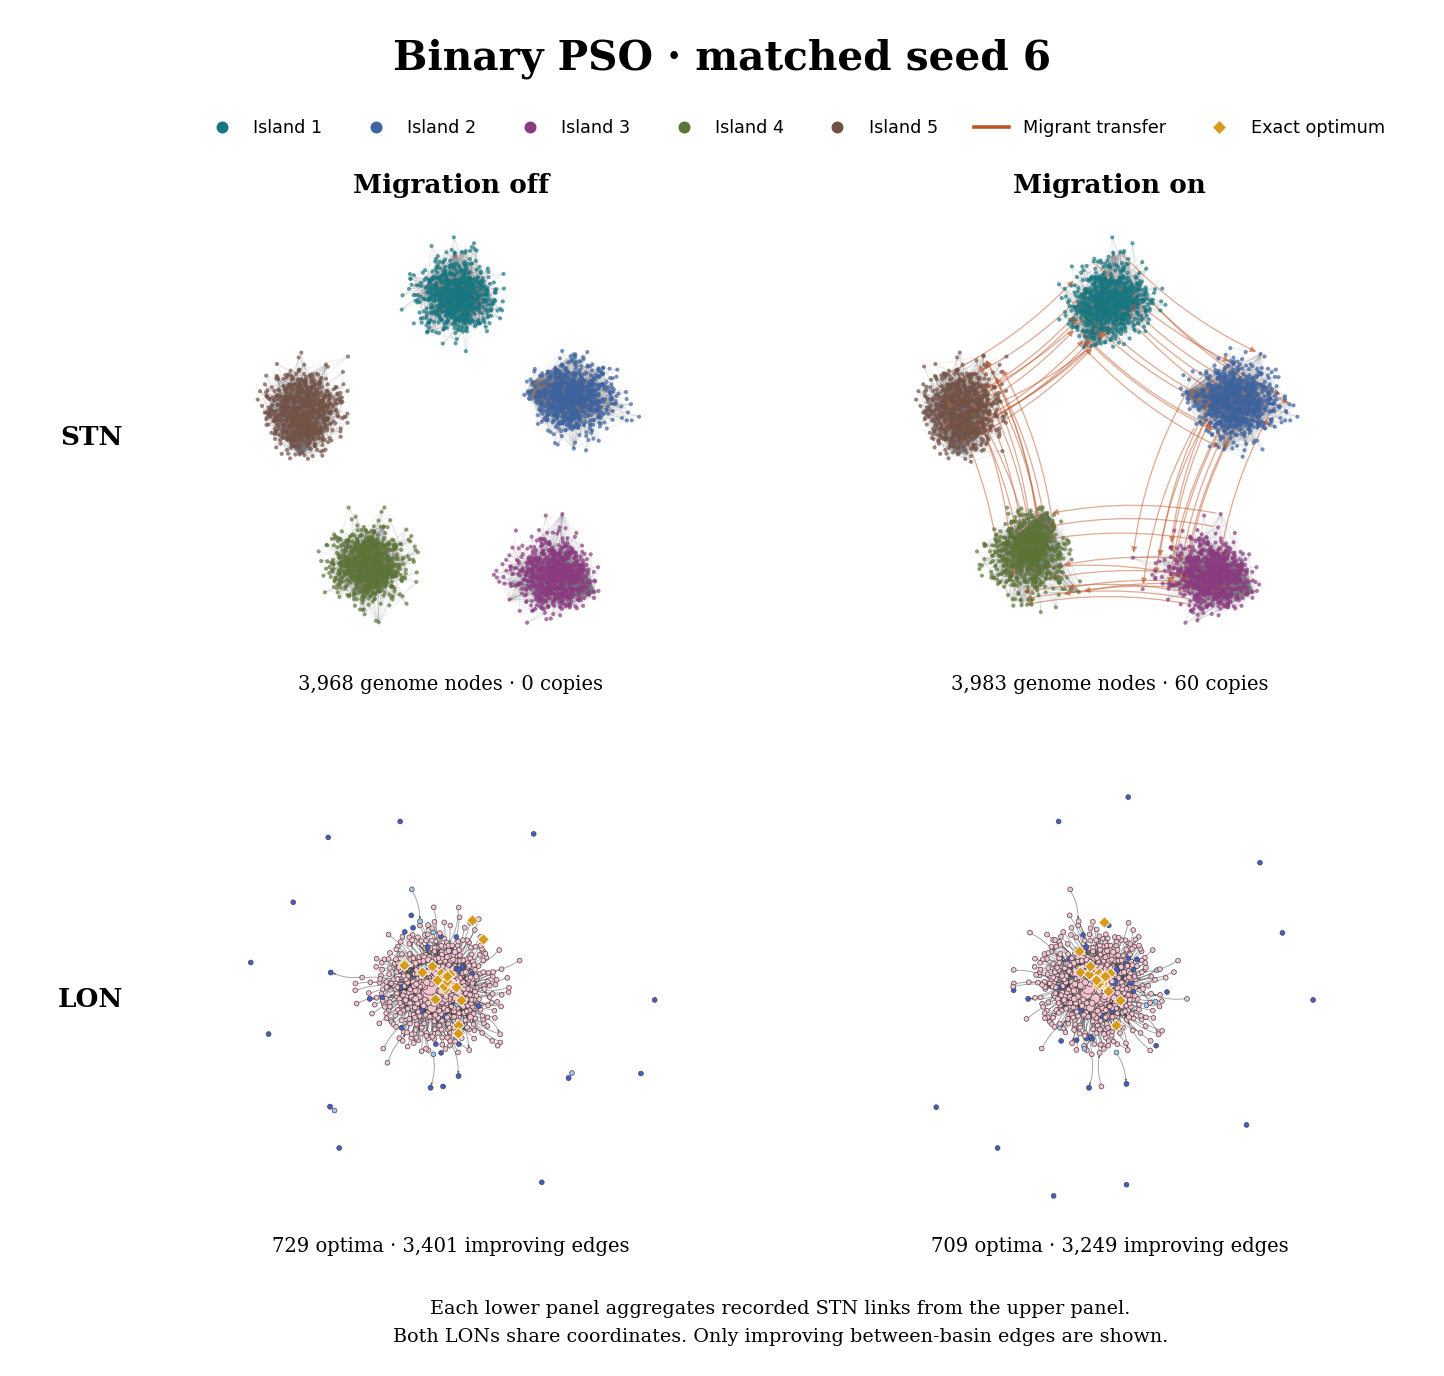 Binary PSO · matched seed 6
Island 1 Island 2 Island 3 Island 4 Island 5 Migrant transfer Exact optimum
Migration off Migration on
STN
3,968 genome nodes · 0 copies 3,983 genome nodes · 60 copies
LON
729 optima · 3,401 improving edges 709 optima · 3,249 improving edges
Each lower panel aggregates recorded STN links from the upper panel.
Both LONs share coordinates. Only improving between-basin edges are shown.